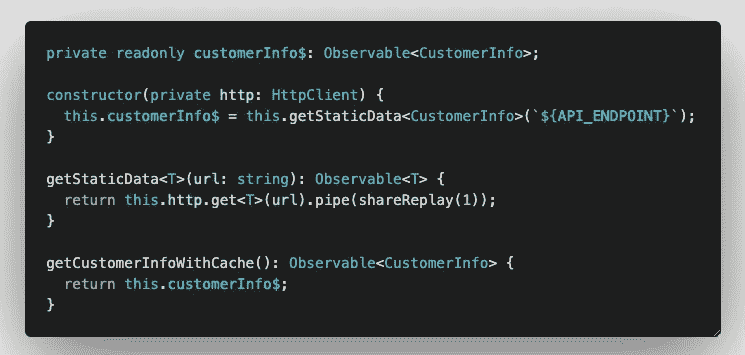 private readonly customerInfo$: Observable<CustomerInfo>;
constructor(private http: HttpClient) {
this.customerInfo$ = this.getStaticData<CustomerInfo>(`${API_ENDPOINT}`);
}
getStaticData<T>(url: string): Observable<T> {
return this.http.get<T>(url).pipe(shareReplay(1));
}
getCustomerInfoWithCache(): Observable<CustomerInfo> {
return this.customerInfo$;
}